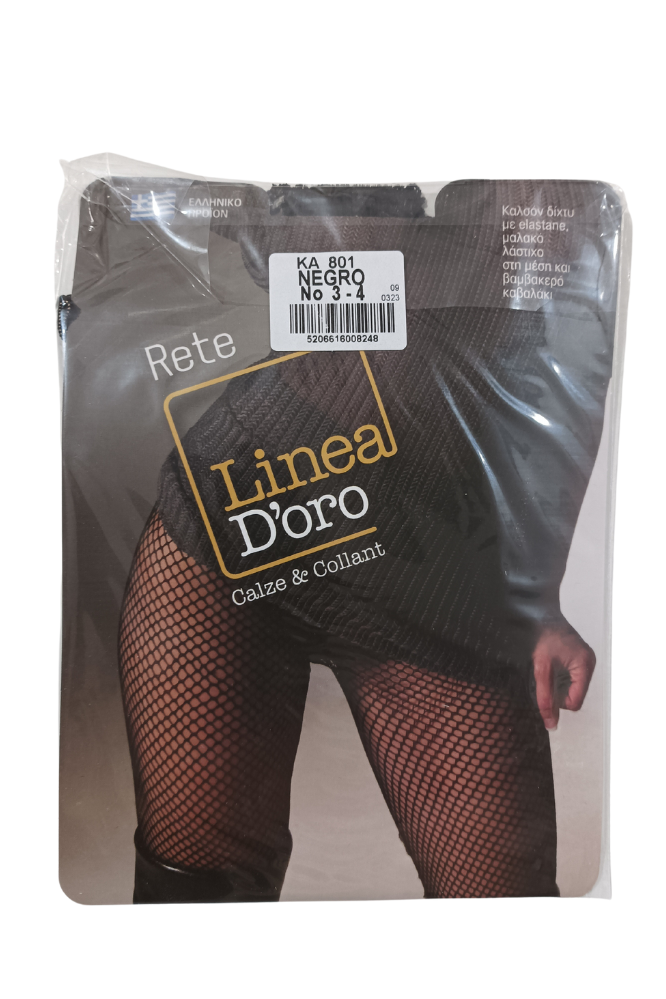 ΕΛΛΗΝΙΚΟ
ΠΡΟΪΟΝ
Καλσόν δίχτυ
με elastane,
μαλακό
λάστιχο
στη μέση και
βαμβακερό
καβαλάκι
KA 801
NEGRO
No 3-4
09
0323
5206616008248
Rete
Linea
D'oro
Calze & Collant